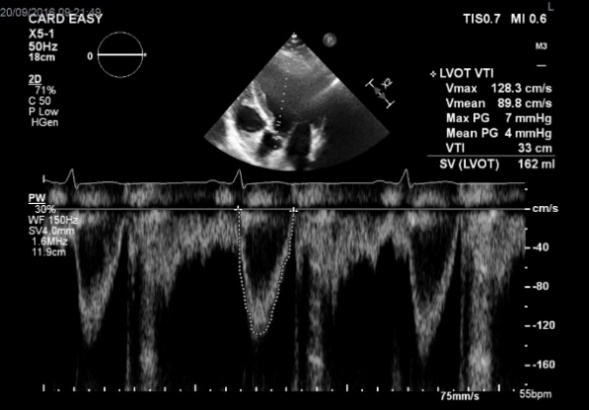 20/09/2016 09:21:48
CARD EASY
X5-1
50Hz
18cm
0
2D
71%
C 50
P Low
HGen
L
TIS0.7 MI 0.6
M3
X2
LVOT VTI
Vmax 128.3 cm/s
Vmean 89.8 cm/s
Max PG 7 mmHg
Mean PG 4 mmHg
VTI 33 cm
SV (LVOT) 162 ml
PW
30%
WF 150Hz
SV4.0mm
1.6MHz
11.9cm
cm/s
-40
-80
-120
-160
75mm/s
55bpm